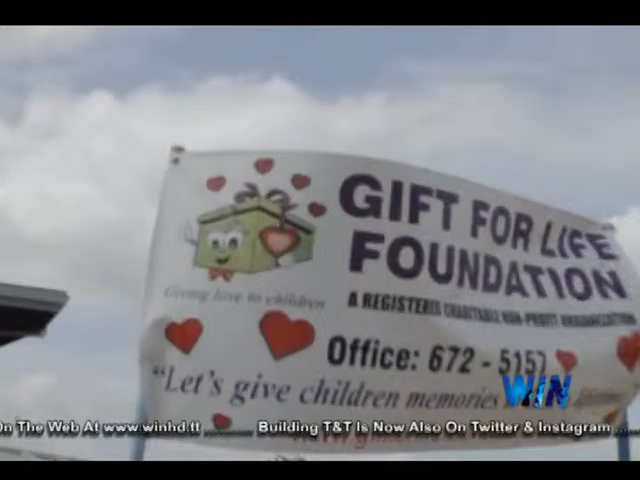 GIFT FOR LIFE
FOUNDATION
Giving love to children
A REGISTERED CHARITABLE NON-PROFIT ORGANIZATION
Office: 672 - 5157
"Let's give children memories
WIN
On The Web At www.winhd.tt ......... Building T&T Is Now Also On Twitter & Instagram ....